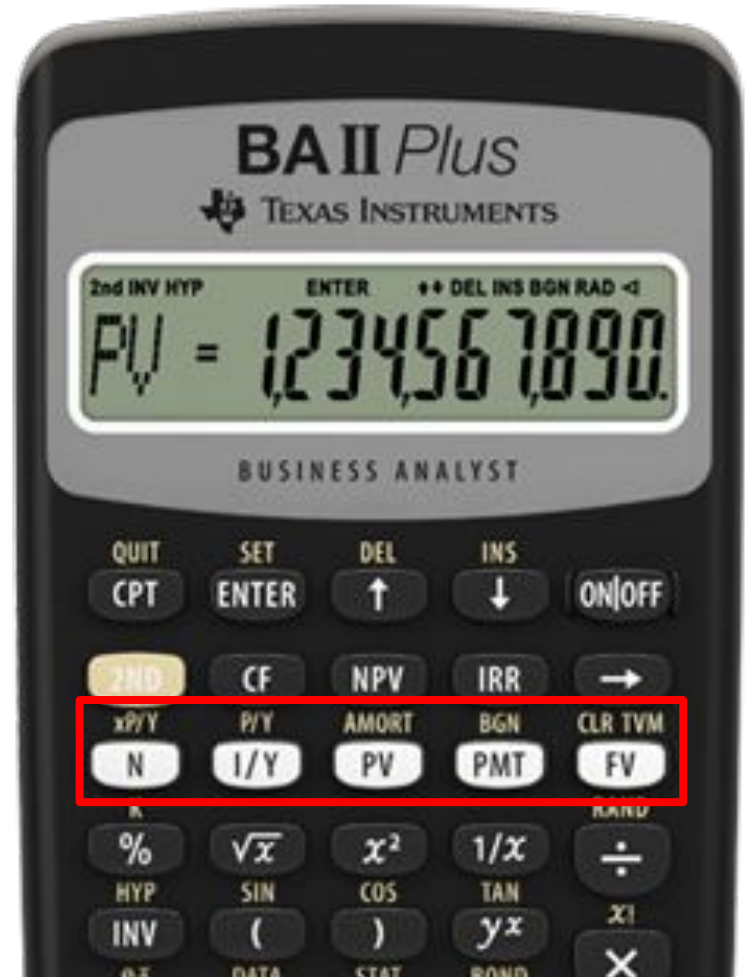 BA II Plus
TEXAS INSTRUMENTS
2nd INV HYP ENTER DEL INS BGN RAD
PV = 1,234,567,890.
BUSINESS ANALYST
QUIT SET DEL INS
CPT ENTER ↑ ↓ ON|OFF
2ND CF NPV IRR →
xP/Y P/Y AMORT BGN CLR TVM
N I/Y PV PMT FV
K RAND
% √x x² 1/x ÷
HYP SIN COS TAN x!
INV ( ) yˣ ×
DATA STAT BOND